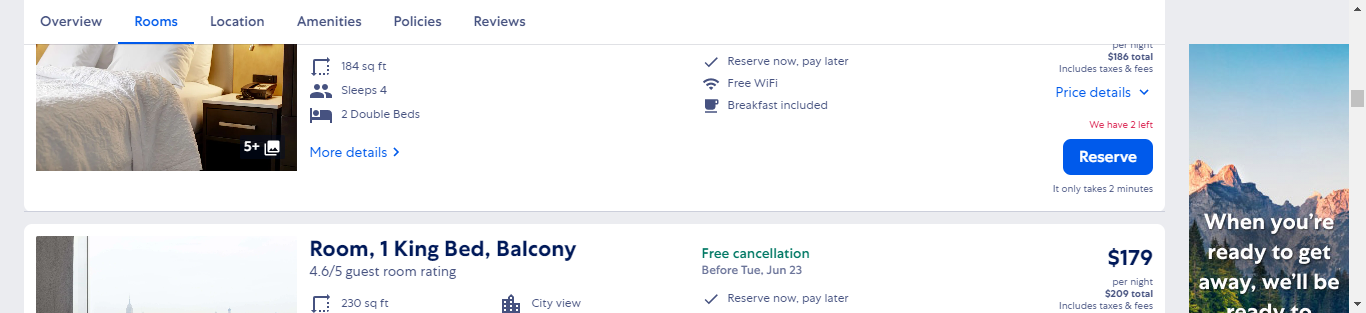 Overview Rooms Location Amenities Policies Reviews
184 sq ft
Sleeps 4
2 Double Beds
More details
5+
Reserve now, pay later
Free WiFi
Breakfast included
per night
$186 total
Includes taxes & fees
Price details
We have 2 left
Reserve
It only takes 2 minutes
Room, 1 King Bed, Balcony
4.6/5 guest room rating
230 sq ft
City view
Free cancellation
Before Tue, Jun 23
Reserve now, pay later
$179
per night
$209 total
Includes taxes & fees
When you're
ready to get
away, we'll be
ready to